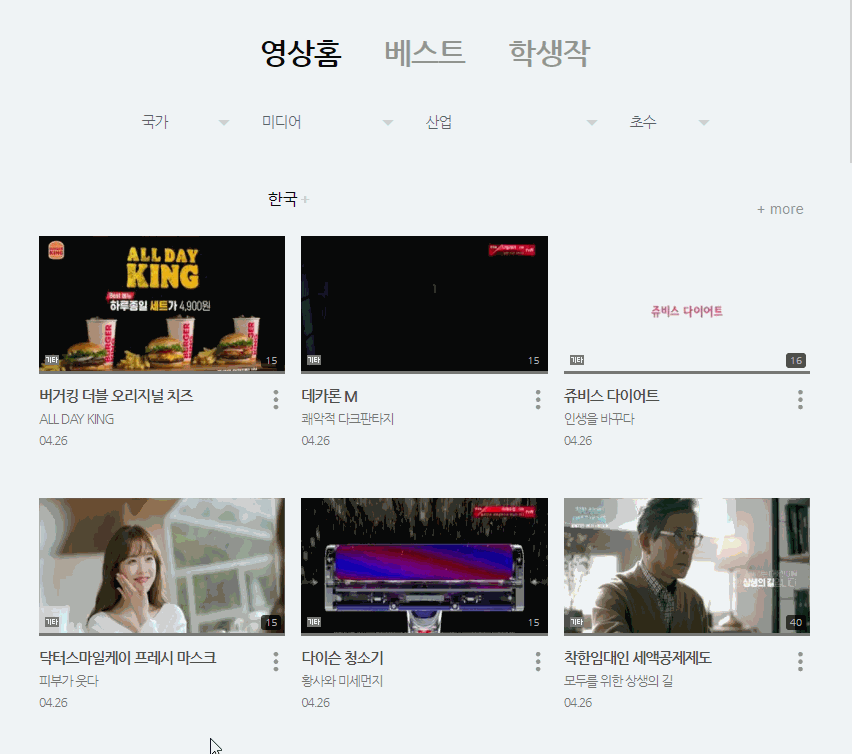 영상홈 베스트 학생작
국가 미디어 산업 초수
한국 +
+ more
BURGER KING
ALL DAY
KING
하루종일 세트가 4,900원
기타 15
버거킹 더블 오리지널 치즈
ALL DAY KING
04.26
기타 15
데카론 M
쾌악적 다크판타지
04.26
쥬비스 다이어트
기타 16
쥬비스 다이어트
인생을 바꾸다
04.26
기타 15
닥터스마일케이 프레시 마스크
피부가 웃다
04.26
기타 15
다이슨 청소기
황사와 미세먼지
04.26
상생의 길
기타 40
착한임대인 세액공제제도
모두를 위한 상생의 길
04.26